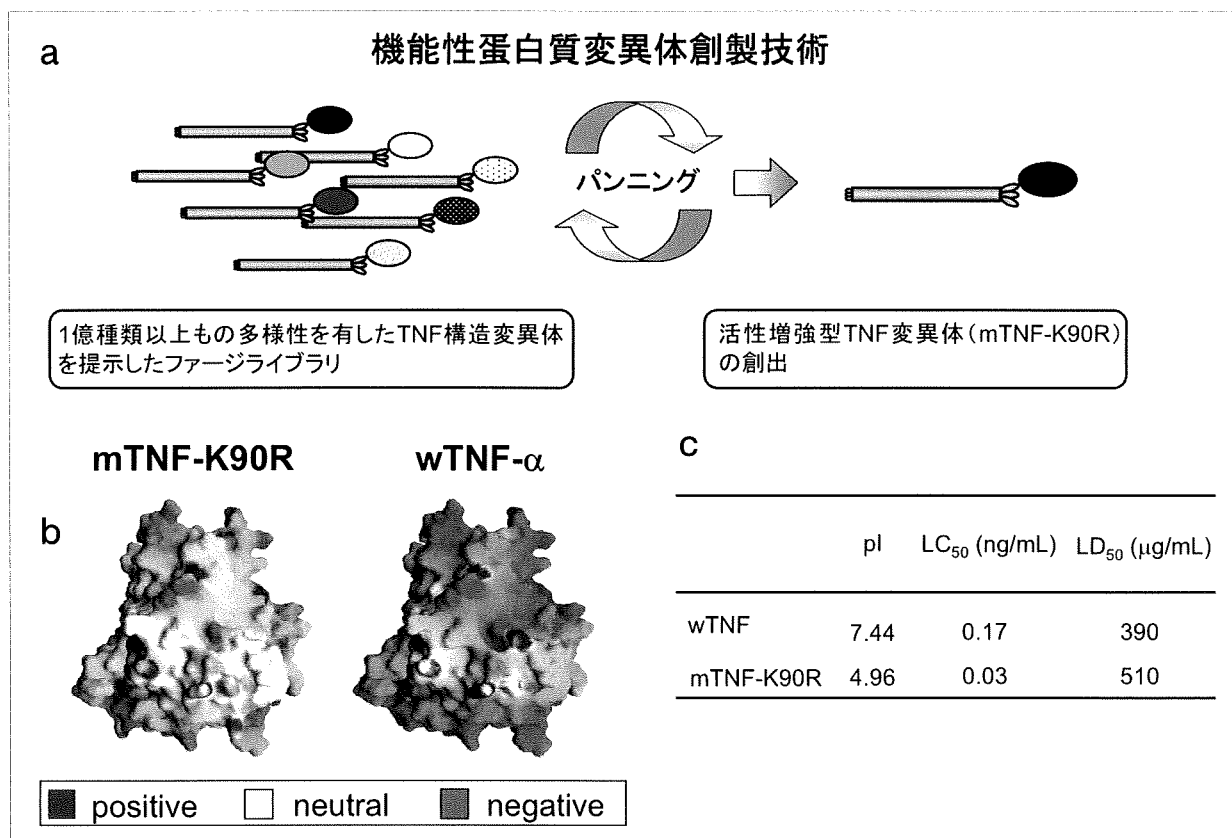 a
機能性蛋白質変異体創製技術
パンニング
1億種類以上もの多様性を有したTNF構造変異体
を提示したファージライブラリ
活性増強型TNF変異体(mTNF-K90R)
の創出
b
mTNF-K90R
wTNF-α
positive
neutral
negative
c
pI LC50 (ng/mL) LD50 (μg/mL)
wTNF 7.44 0.17 390
mTNF-K90R 4.96 0.03 510